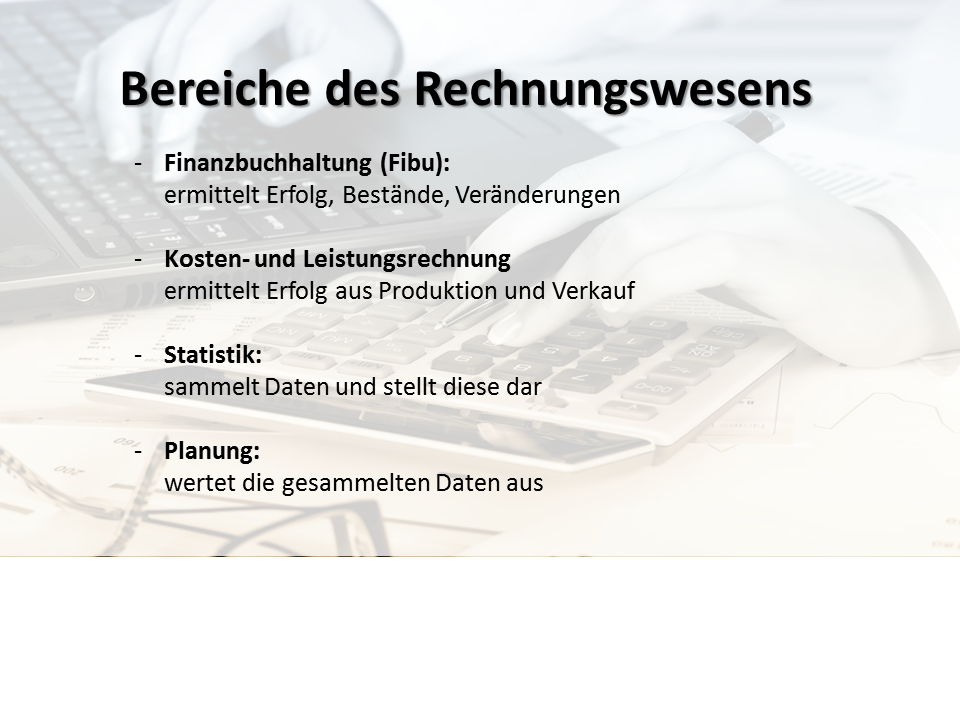 Bereiche des Rechnungswesens
- Finanzbuchhaltung (Fibu):
ermittelt Erfolg, Bestände, Veränderungen
- Kosten- und Leistungsrechnung
ermittelt Erfolg aus Produktion und Verkauf
- Statistik:
sammelt Daten und stellt diese dar
- Planung:
wertet die gesammelten Daten aus